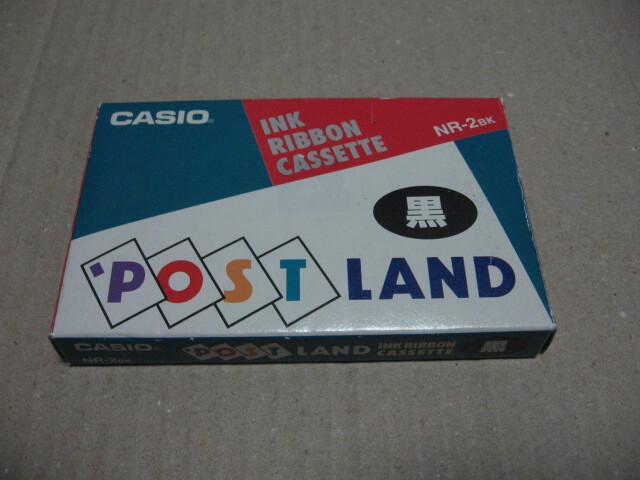 CASIO
INK
RIBBON
CASSETTE
NR-2BK
黒
'POST LAND
CASIO
NR-2BK
POST LAND
INK RIBBON
CASSETTE
黒